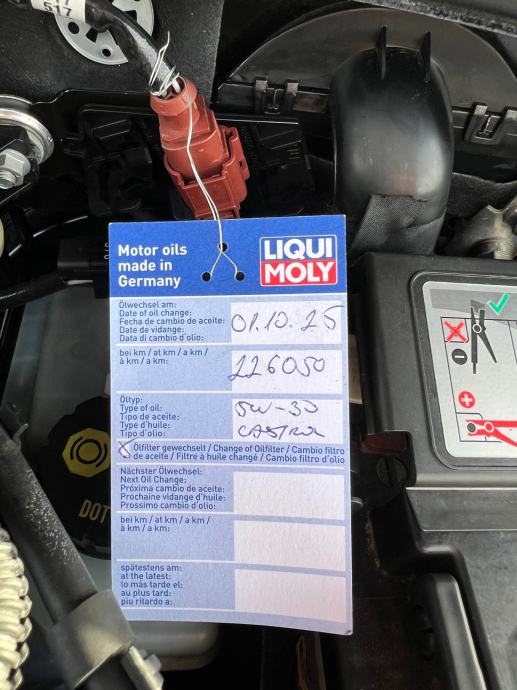 517
Motor oils
made in
Germany
LIQUI
MOLY
Ölwechsel am:
Date of oil change:
Fecha de cambio de aceite:
Date de vidange:
Data di cambio d'olio:
01.10.25
bei km / at km / a km /
à km / a km:
226050
Öltyp:
Type of oil:
Tipo de aceite:
Type d'huile:
Tipo d'olio:
5W-30
CASTROL
Ölfilter gewechselt / Change of Oilfilter / Cambio filtro
de aceite / Filtre à huile changé / Cambio filtro d'olio
Nächster Ölwechsel:
Next Oil Change:
Próxima cambio de aceite:
Prochaine vidange d'huile:
Prossimo cambio d'olio:
bei km / at km / a km /
à km / a km:
spätestens am:
at the latest:
lo más tarde el:
au plus tard:
piu ritardo a:
DOT